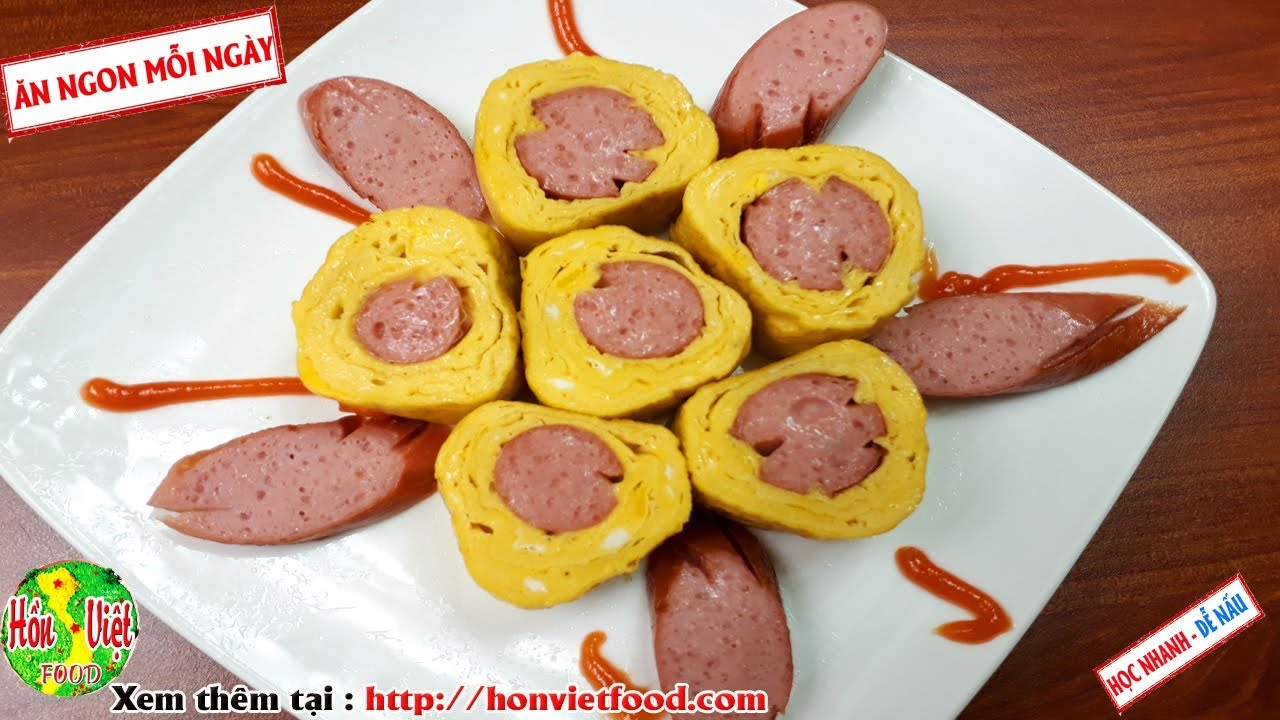 ĂN NGON MỖI NGÀY
HỌC NHANH - DỄ NẤU
Hồn Việt
FOOD
Xem thêm tại : http://honvietfood.com